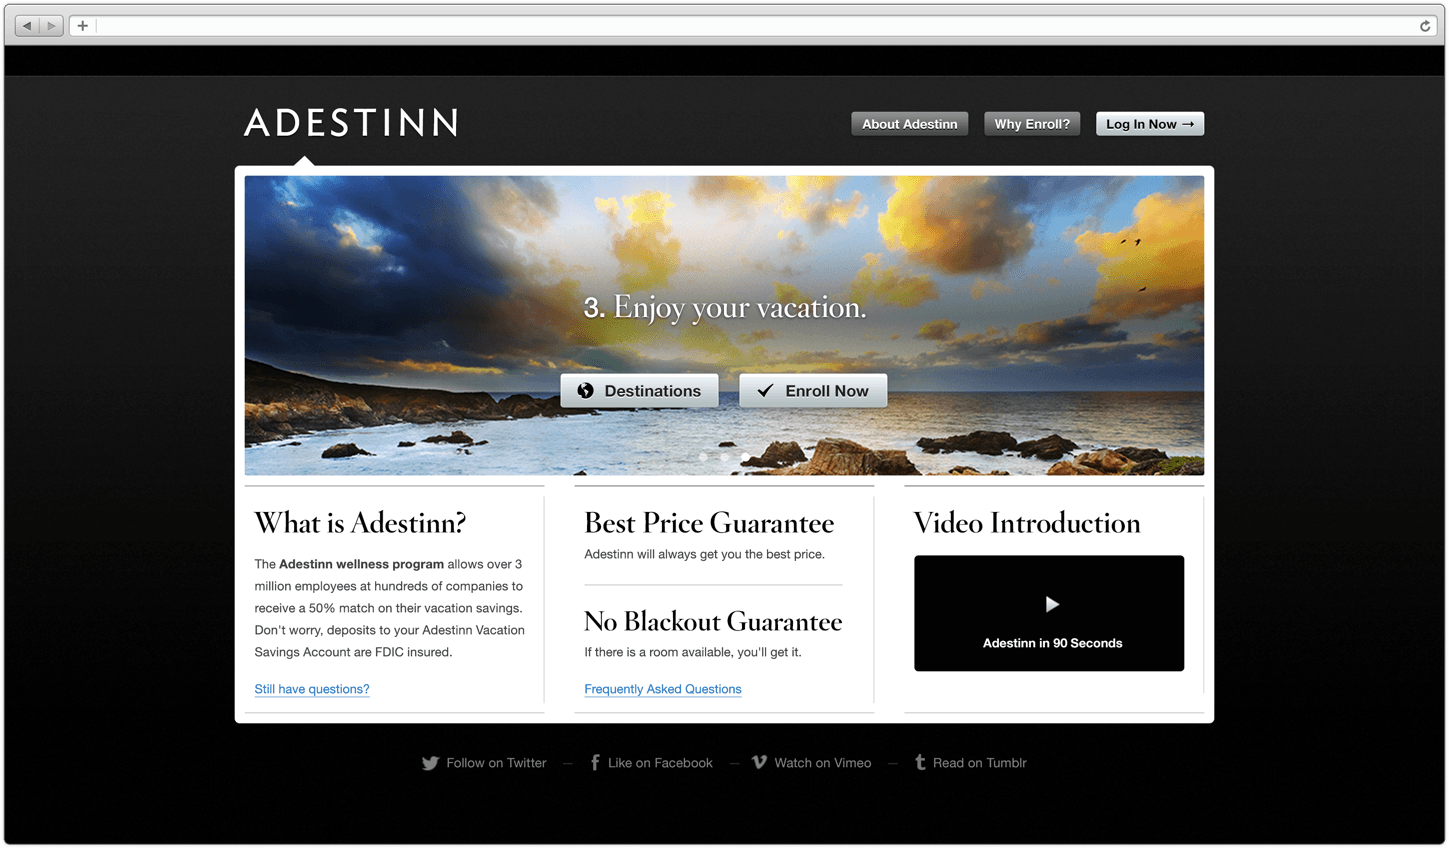 ADESTINN
About Adestinn
Why Enroll?
Log In Now →
3. Enjoy your vacation.
Destinations
Enroll Now
What is Adestinn?
The Adestinn wellness program allows over 3
million employees at hundreds of companies to
receive a 50% match on their vacation savings.
Don't worry, deposits to your Adestinn Vacation
Savings Account are FDIC insured.
Still have questions?
Best Price Guarantee
Adestinn will always get you the best price.
No Blackout Guarantee
If there is a room available, you'll get it.
Frequently Asked Questions
Video Introduction
Adestinn in 90 Seconds
Follow on Twitter — Like on Facebook — Watch on Vimeo — Read on Tumblr